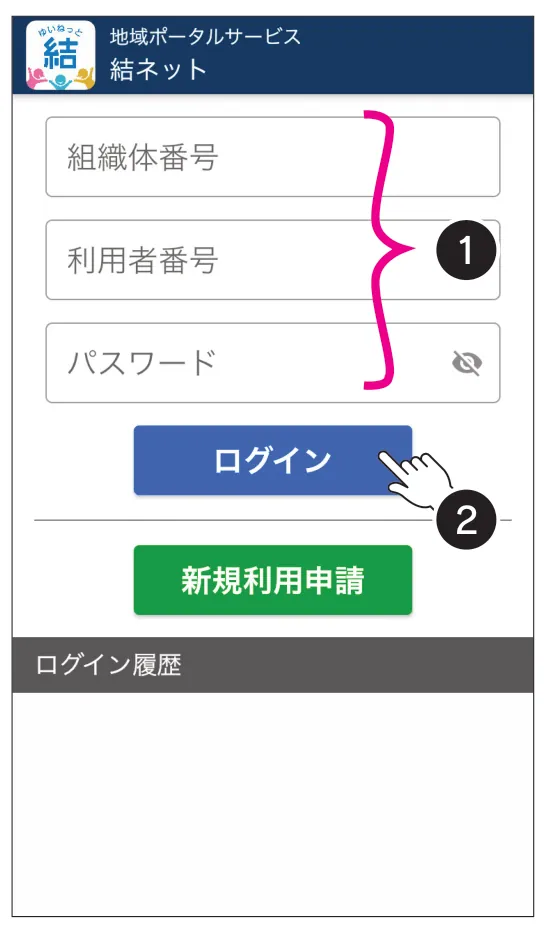 ゆいねっと
結
地域ポータルサービス
結ネット
組織体番号
1
利用者番号
パスワード
ログイン
2
新規利用申請
ログイン履歴